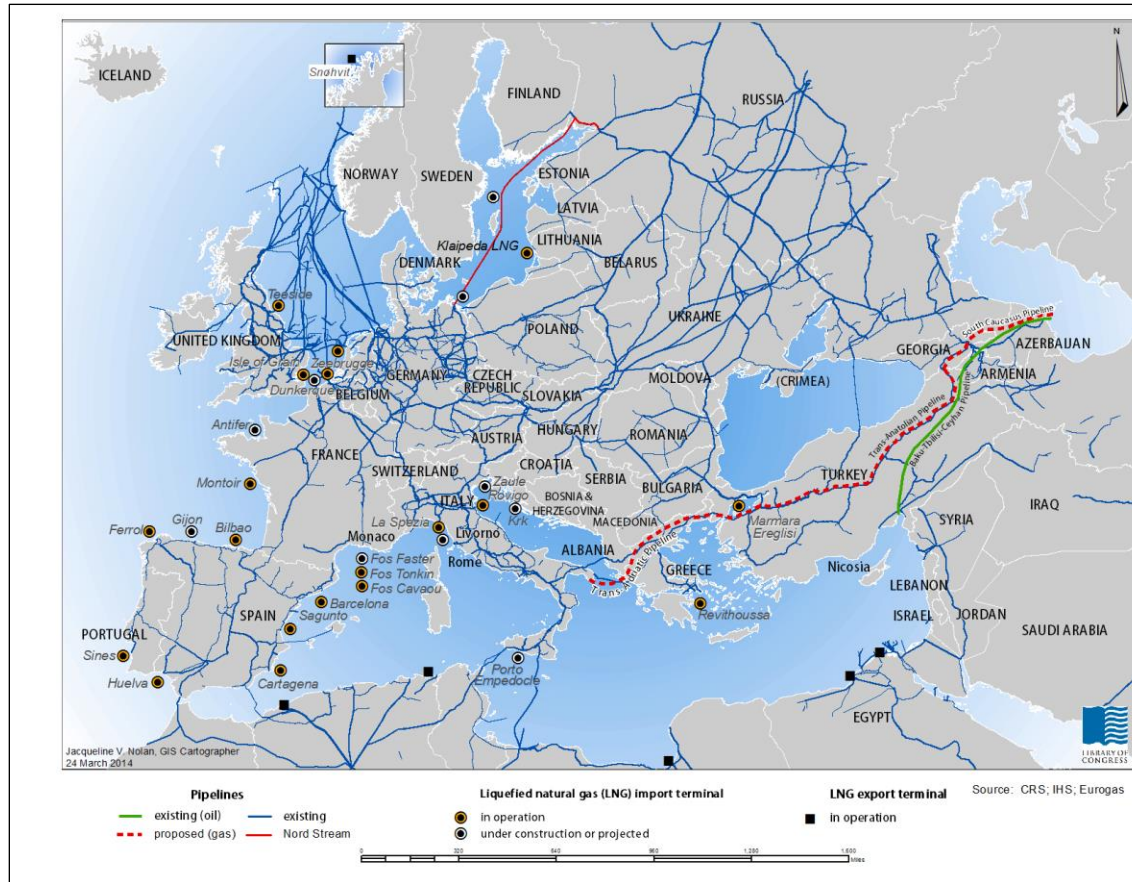 ICELAND
Snøhvit
N
FINLAND
RUSSIA
NORWAY
SWEDEN
ESTONIA
LATVIA
Klaipeda LNG
LITHUANIA
DENMARK
BELARUS
Teeside
UNITED KINGDOM
POLAND
UKRAINE
South Caucasus Pipeline
Isle of Grain
Zeebrugge
GERMANY
CZECH
REPUBLIC
GEORGIA
AZERBAIJAN
Dunkerque
BELGIUM
SLOVAKIA
MOLDOVA
(CRIMEA)
ARMENIA
Antifer
HUNGARY
Trans-Anatolian Pipeline
Baku-Tbilisi-Ceyhan Pipeline
FRANCE
AUSTRIA
ROMANIA
SWITZERLAND
CROATIA
TURKEY
Montoir
Zaule
SERBIA
BULGARIA
ITALY
Rovigo
BOSNIA &
HERZEGOVINA
IRAQ
Krk
La Spezia
MACEDONIA
Marmara
Ereglisi
SYRIA
Ferrol
Gijon
Bilbao
Monaco
Livorno
ALBANIA
Trans-Adriatic Pipeline
Fos Faster
Rome
GREECE
Nicosia
Fos Tonkin
LEBANON
Fos Cavaou
Barcelona
Revithoussa
ISRAEL
JORDAN
SPAIN
Sagunto
PORTUGAL
SAUDI ARABIA
Sines
Porto
Empedocle
Huelva
Cartagena
EGYPT
Jacqueline V. Nolan, GIS Cartographer
24 March 2014
LIBRARY OF
CONGRESS
Pipelines
existing (oil)
existing
proposed (gas)
Nord Stream
Liquefied natural gas (LNG) import terminal
in operation
under construction or projected
LNG export terminal
in operation
Source: CRS; IHS; Eurogas
0
320
640
960
1,280
1,600
Miles